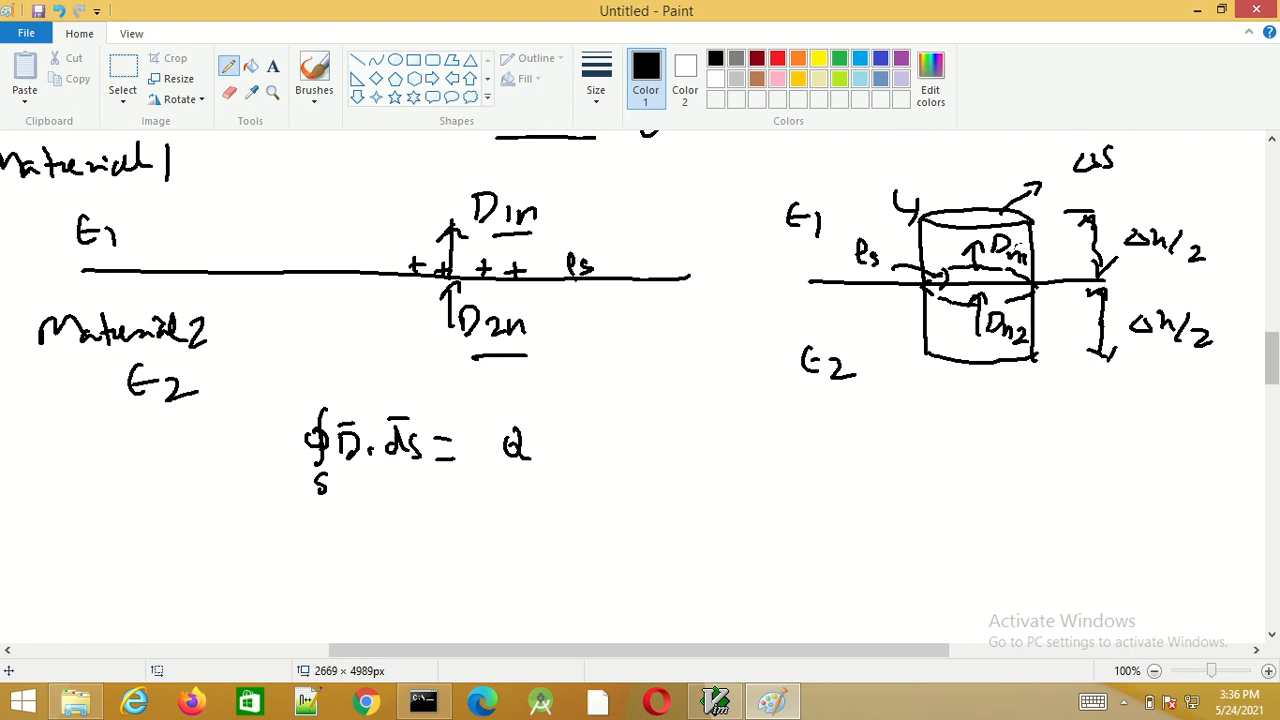 Untitled - Paint
File Home View
Paste Cut Copy Clipboard
Select Crop Resize Rotate Image
Tools
Brushes
Outline Fill Shapes
Size
Color 1 Color 2
Edit colors
Colors
Material 1
ΔS
D1n
ϵ1
ϵ1
Dn1
Δh/2
+ + + + ρs
ρs
Material 2
D2n
Dn2
Δh/2
ϵ2
ϵ2
∮ D̄. d̄s = Q
S
Activate Windows
Go to PC settings to activate Windows.
2669 × 4989px
100%
3:36 PM
5/24/2021